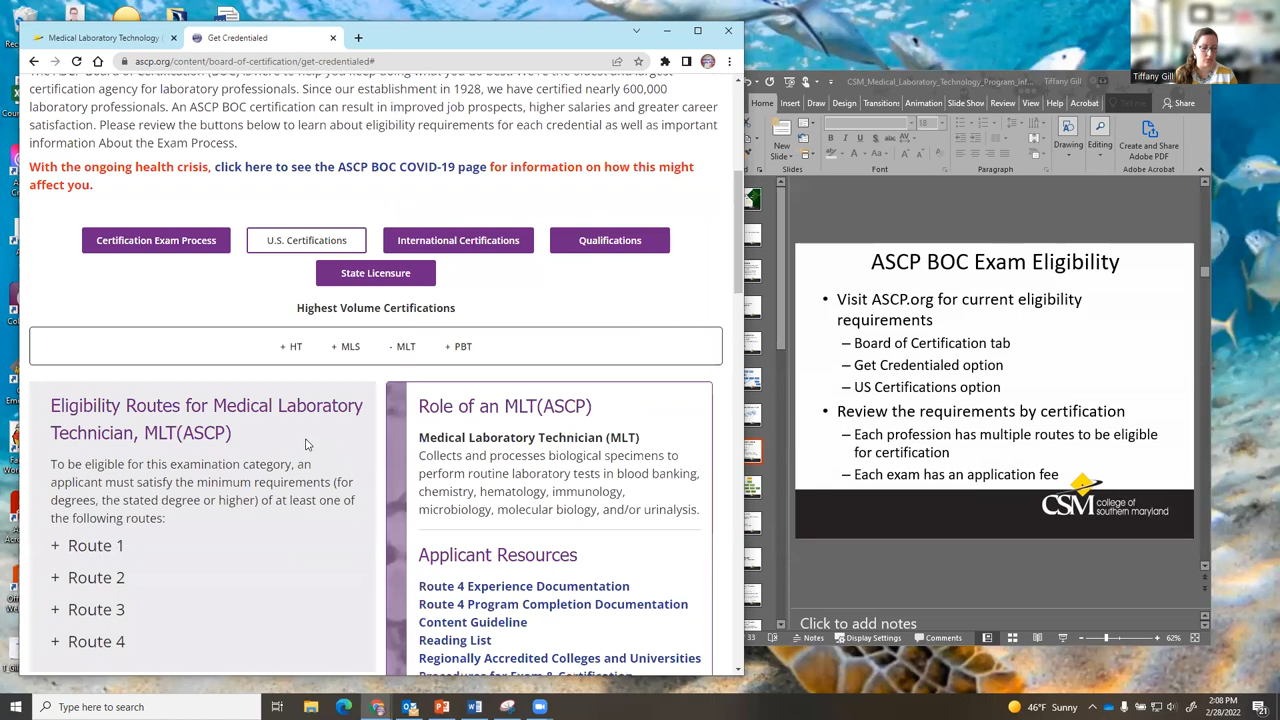 Medical Laboratory Technology (
Get Credentialed
ascp.org/content/board-of-certification/get-credentialed#
certification agency for laboratory professionals. Since our establishment in 1928, we have certified nearly 600,000
laboratory professionals. An ASCP BOC certification can result in improved job prospects, higher salaries and greater career
satisfaction. Please review the buttons below to learn about eligibility requirements for each credential as well as important
information About the Exam Process.
With the ongoing health crisis, click here to see the ASCP BOC COVID-19 page for information on how this might
affect you.
Certification Exam Process
U.S. Certifications
International Certifications
Qualifications
State Licensure
Highest Volume Certifications
+ HT + MLS - MLT + PBT
Eligibility Routes for Medical Laboratory
Technician, MLT(ASCP)
To be eligible for this examination category, an
applicant must satisfy the minimum requirements (for
degrees, the stated degree or higher) of at least one of
the following routes:
Route 1
Route 2
Route 3
Route 4
Role of an MLT(ASCP)
Medical Laboratory Technician (MLT)
Collects and processes biological specimens to
perform routine laboratory tests in blood banking,
chemistry, hematology, immunology,
microbiology, molecular biology, and/or urinalysis.
Applicant Resources
Route 4 Experience Documentation
Route 4 Program Completion Documentation
Content Guideline
Reading List
Regionally Accredited Colleges and Universities
Procedures for Exam & Certification
Tiffany Gill
Tiffany Gill
CSM_Medical_Laboratory_Technology_Program_Inf...
Home Insert Draw Design Transitions Animations Slide Show Review View Help Acrobat Tell me Share
18
New
Slide
Slides
Font
Paragraph
Drawing
Editing
Create and Share
Adobe PDF
Adobe Acrobat
ASCP BOC Exam Eligibility
• Visit ASCP.org for current eligibility
requirements
– Board of Certification tab
– Get Credentialed option
– US Certifications option
• Review the requirements by certification
– Each profession has multiple routes to be eligible
for certification
– Each exam has an application fee
CSM college of
southern maryland
Click to add notes
33
Notes Display Settings Comments 62%
Type here to search
46°F Sunny
2:08 PM
2/28/2022
21